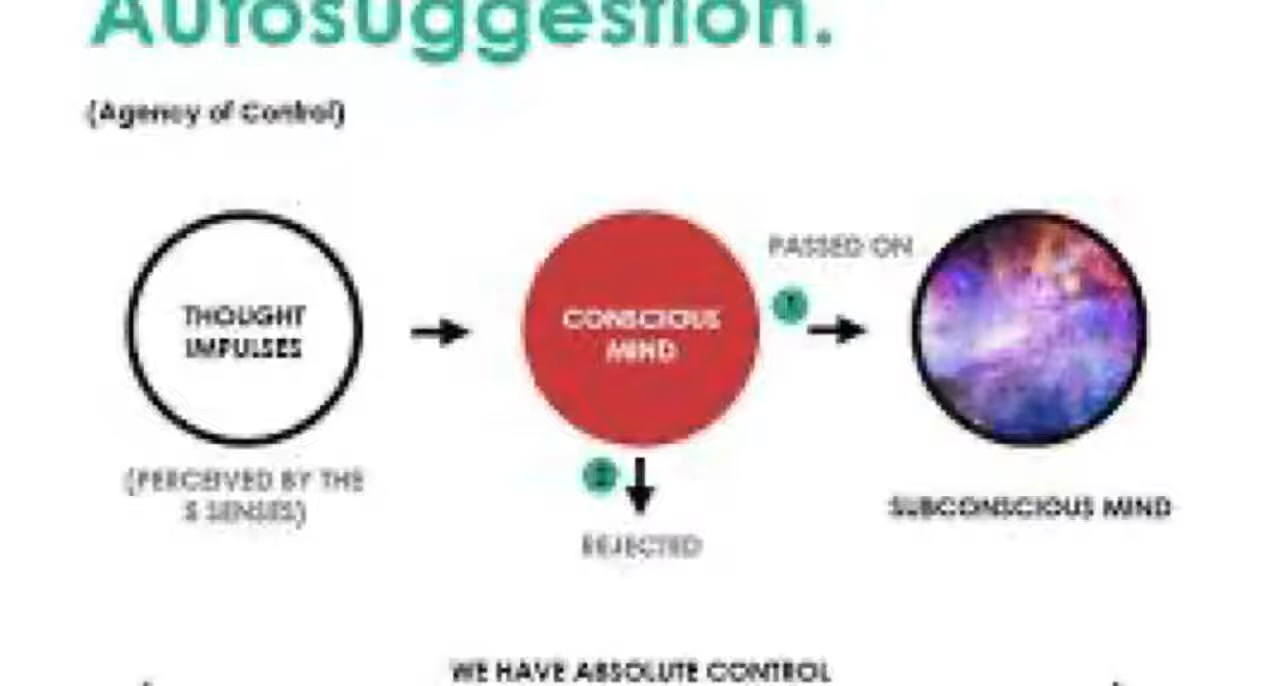 Autosuggestion.
(Agency of Control)
PASSED ON
1
THOUGHT
IMPULSES
CONSCIOUS
MIND
(PERCEIVED BY THE
5 SENSES)
2
REJECTED
SUBCONSCIOUS MIND
WE HAVE ABSOLUTE CONTROL